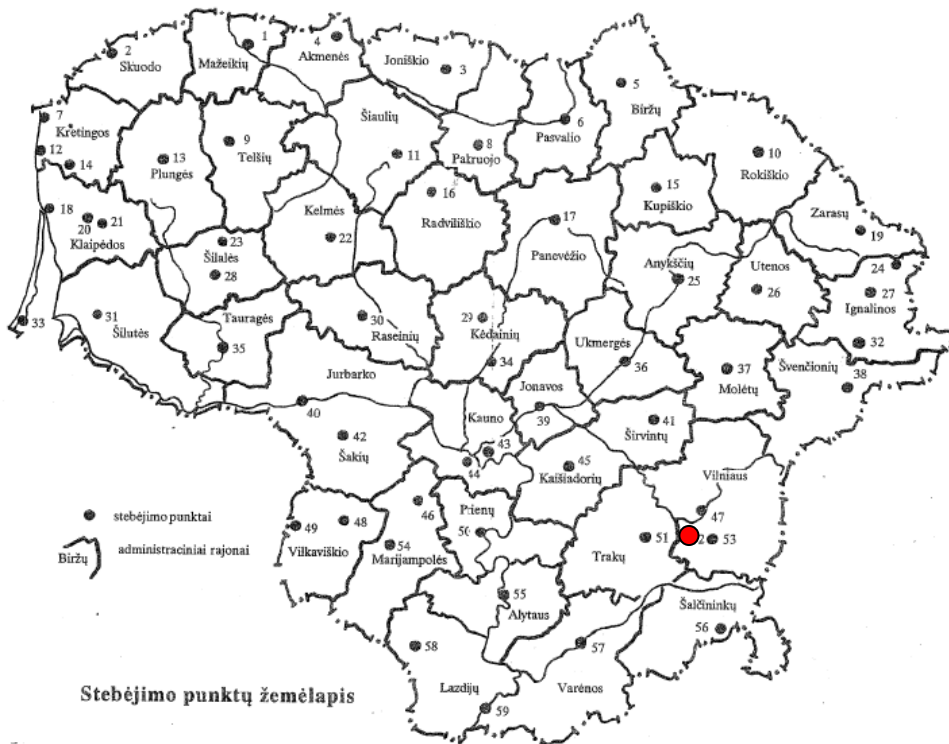 1
2
Skuodo
Mažeikių
4
Akmenės
Joniškio
3
5
Biržų
6
Pasvalio
7
Kretingos
12
14
13
Plungės
9
Telšių
Šiaulių
11
8
Pakruojo
10
Rokiškio
15
Kupiškio
16
Radviliškio
Kelmės
22
17
Panevėžio
Zarasų
19
18
20
21
Klaipėdos
23
Šilalės
28
Anykščių
25
Utenos
26
24
27
Ignalinos
32
33
31
Šilutės
Tauragės
35
30
Raseinių
29
Kėdainių
34
Ukmergės
36
37
Molėtų
Švenčionių
38
Jurbarko
40
Jonavos
39
Kauno
43
44
41
Širvintų
42
Šakių
45
Kaišiadorių
Vilniaus
47
46
Prienų
50
49
48
Vilkaviškio
54
Marijampolės
51
Trakų
2
53
stebėjimo punktai
Biržų
administraciniai rajonai
55
Alytaus
Šalčininkų
56
57
58
Lazdijų
59
Varėnos
Stebėjimo punktų žemėlapis